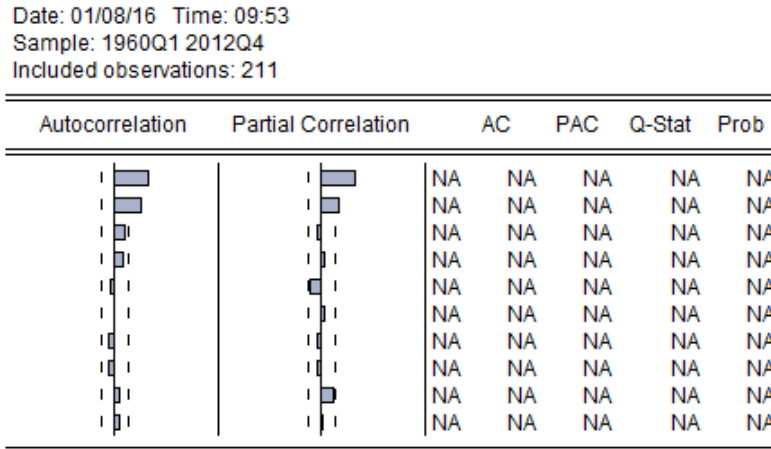 Date: 01/08/16 Time: 09:53
Sample: 1960Q1 2012Q4
Included observations: 211
Autocorrelation Partial Correlation AC PAC Q-Stat Prob
NA NA NA NA NA
NA NA NA NA NA
NA NA NA NA NA
NA NA NA NA NA
NA NA NA NA NA
NA NA NA NA NA
NA NA NA NA NA
NA NA NA NA NA
NA NA NA NA NA
NA NA NA NA NA